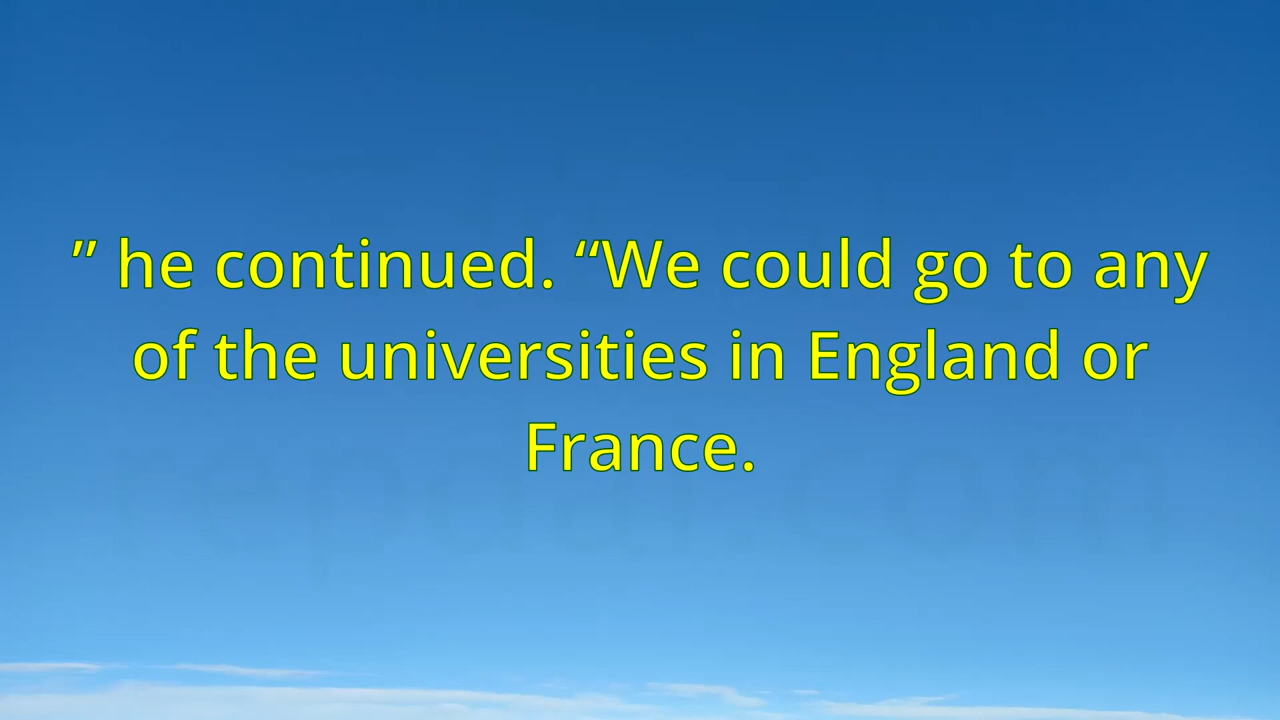 ” he continued. “We could go to any
of the universities in England or
France.